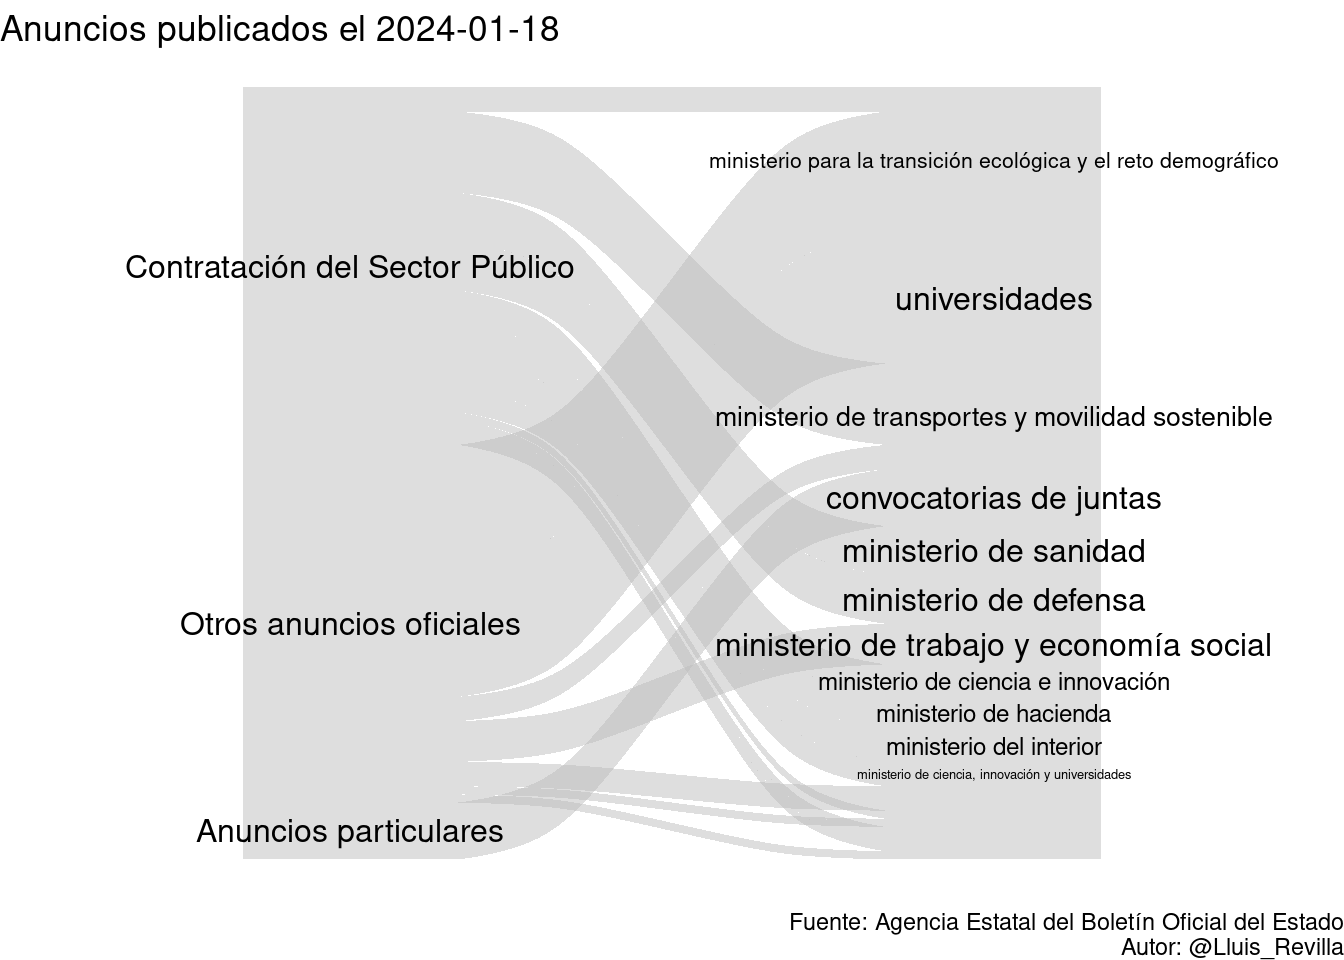 Anuncios publicados el 2024-01-18
ministerio para la transición ecológica y el reto demográfico
Contratación del Sector Público
universidades
ministerio de transportes y movilidad sostenible
convocatorias de juntas
ministerio de sanidad
ministerio de defensa
Otros anuncios oficiales
ministerio de trabajo y economía social
ministerio de ciencia e innovación
ministerio de hacienda
ministerio del interior
ministerio de ciencia, innovación y universidades
Anuncios particulares
Fuente: Agencia Estatal del Boletín Oficial del Estado
Autor: @Lluis_Revilla